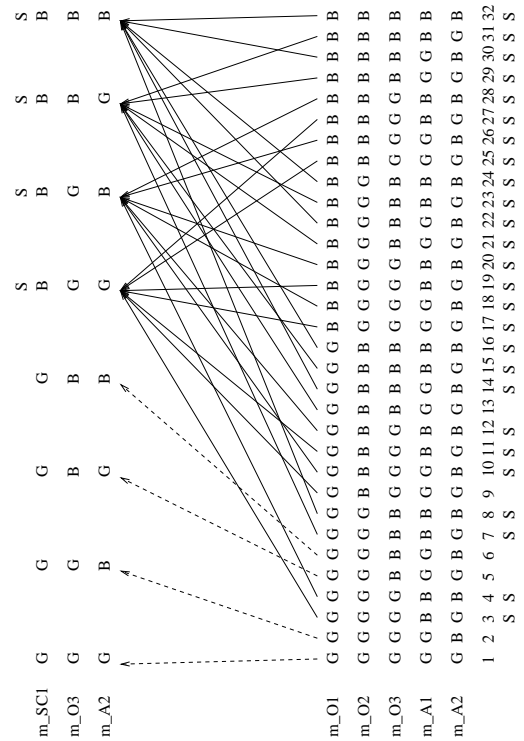 S S S S
m_SC1 G G G G B B B B
m_O3 G G B B G G B B
m_A2 G B G B G B G B
m_O1 G G G G G G G G G G G G G G G G B B B B B B B B B B B B B B B B
m_O2 G G G G G G G G B B B B B B B B G G G G G G G G B B B B B B B B
m_O3 G G G G B B B B G G G G B B B B G G G G B B B B G G G G B B B B
m_A1 G G B B G G B B G G B B G G B B G G B B G G B B G G B B G G B B
m_A2 G B G B G B G B G B G B G B G B G B G B G B G B G B G B G B G B
1 2 3 4 5 6 7 8 9 10 11 12 13 14 15 16 17 18 19 20 21 22 23 24 25 26 27 28 29 30 31 32
S S S S S S S S S S S S S S S S S S S S S S S S S S